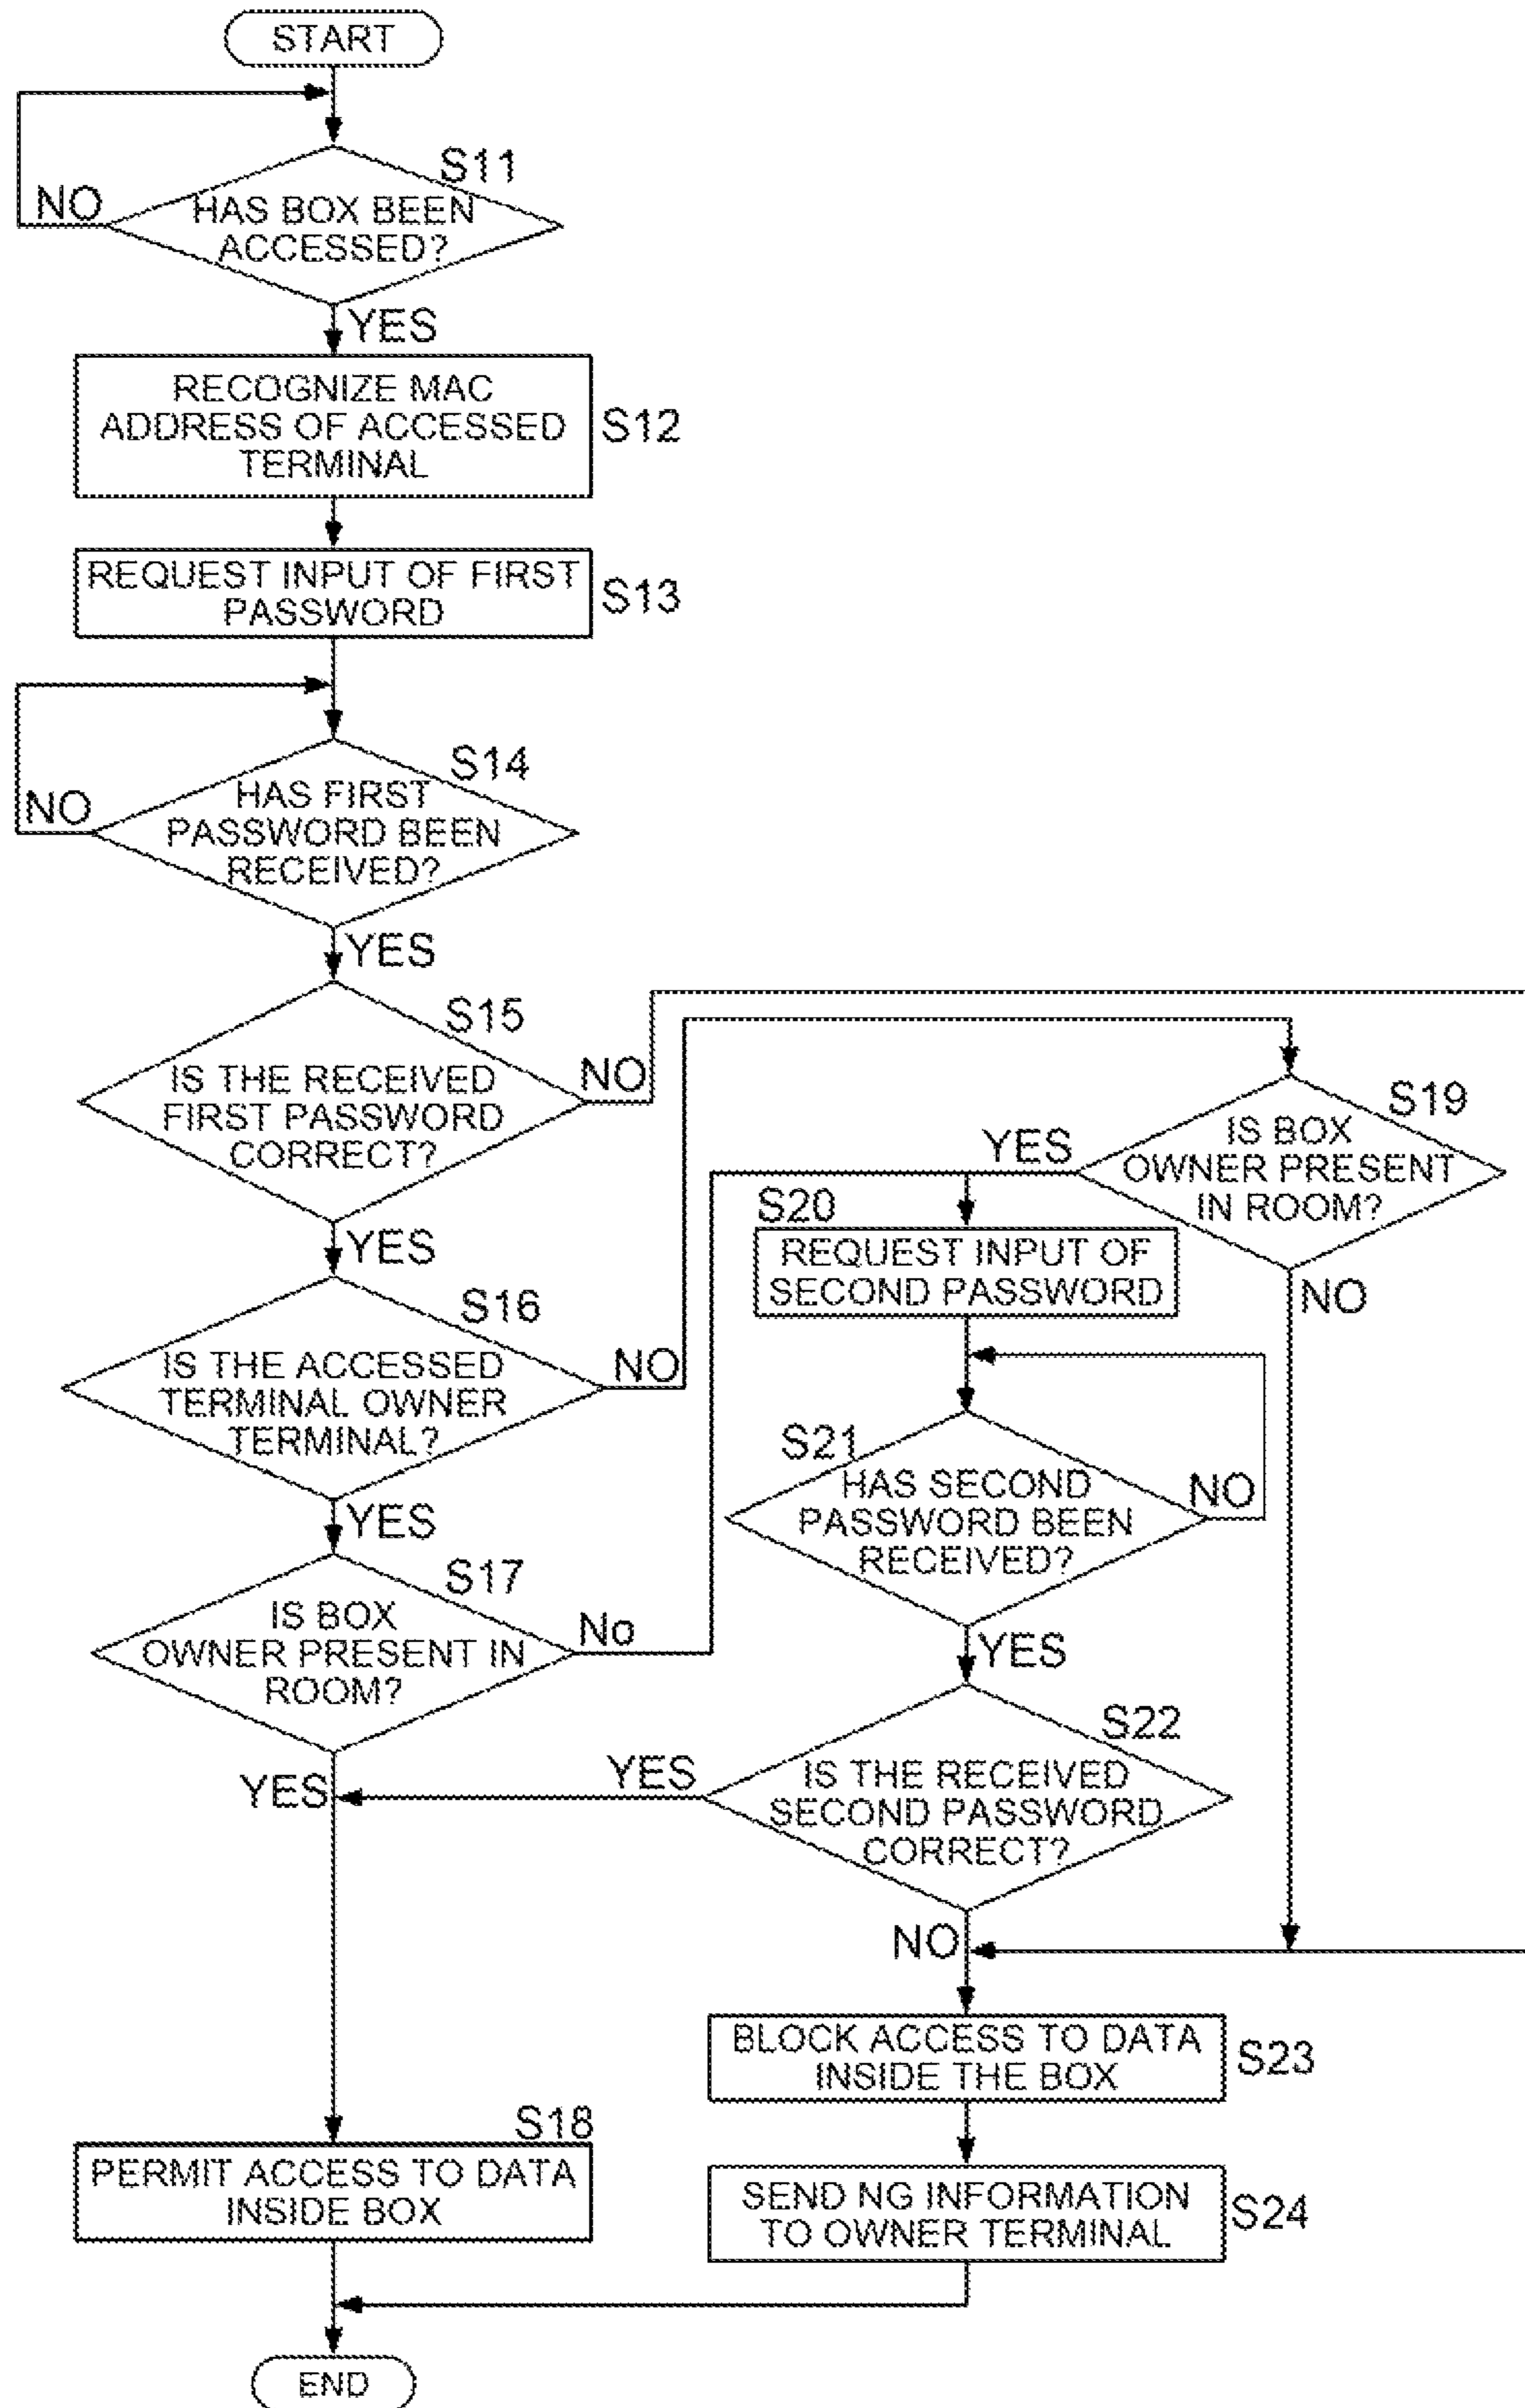 START
S11
NO
HAS BOX BEEN
ACCESSED?
YES
RECOGNIZE MAC
ADDRESS OF ACCESSED
TERMINAL
S12
REQUEST INPUT OF FIRST
PASSWORD
S13
S14
NO
HAS FIRST
PASSWORD BEEN
RECEIVED?
YES
S15
NO
IS THE RECEIVED
FIRST PASSWORD
CORRECT?
YES
S16
NO
IS THE ACCESSED
TERMINAL OWNER
TERMINAL?
YES
S17
No
IS BOX
OWNER PRESENT IN
ROOM?
YES
S18
PERMIT ACCESS TO DATA
INSIDE BOX
S19
YES
IS BOX
OWNER PRESENT
IN ROOM?
NO
S20
REQUEST INPUT OF
SECOND PASSWORD
S21
HAS SECOND
PASSWORD BEEN
RECEIVED?
NO
YES
S22
YES
IS THE RECEIVED
SECOND PASSWORD
CORRECT?
NO
BLOCK ACCESS TO DATA
INSIDE THE BOX
S23
SEND NG INFORMATION
TO OWNER TERMINAL
S24
END